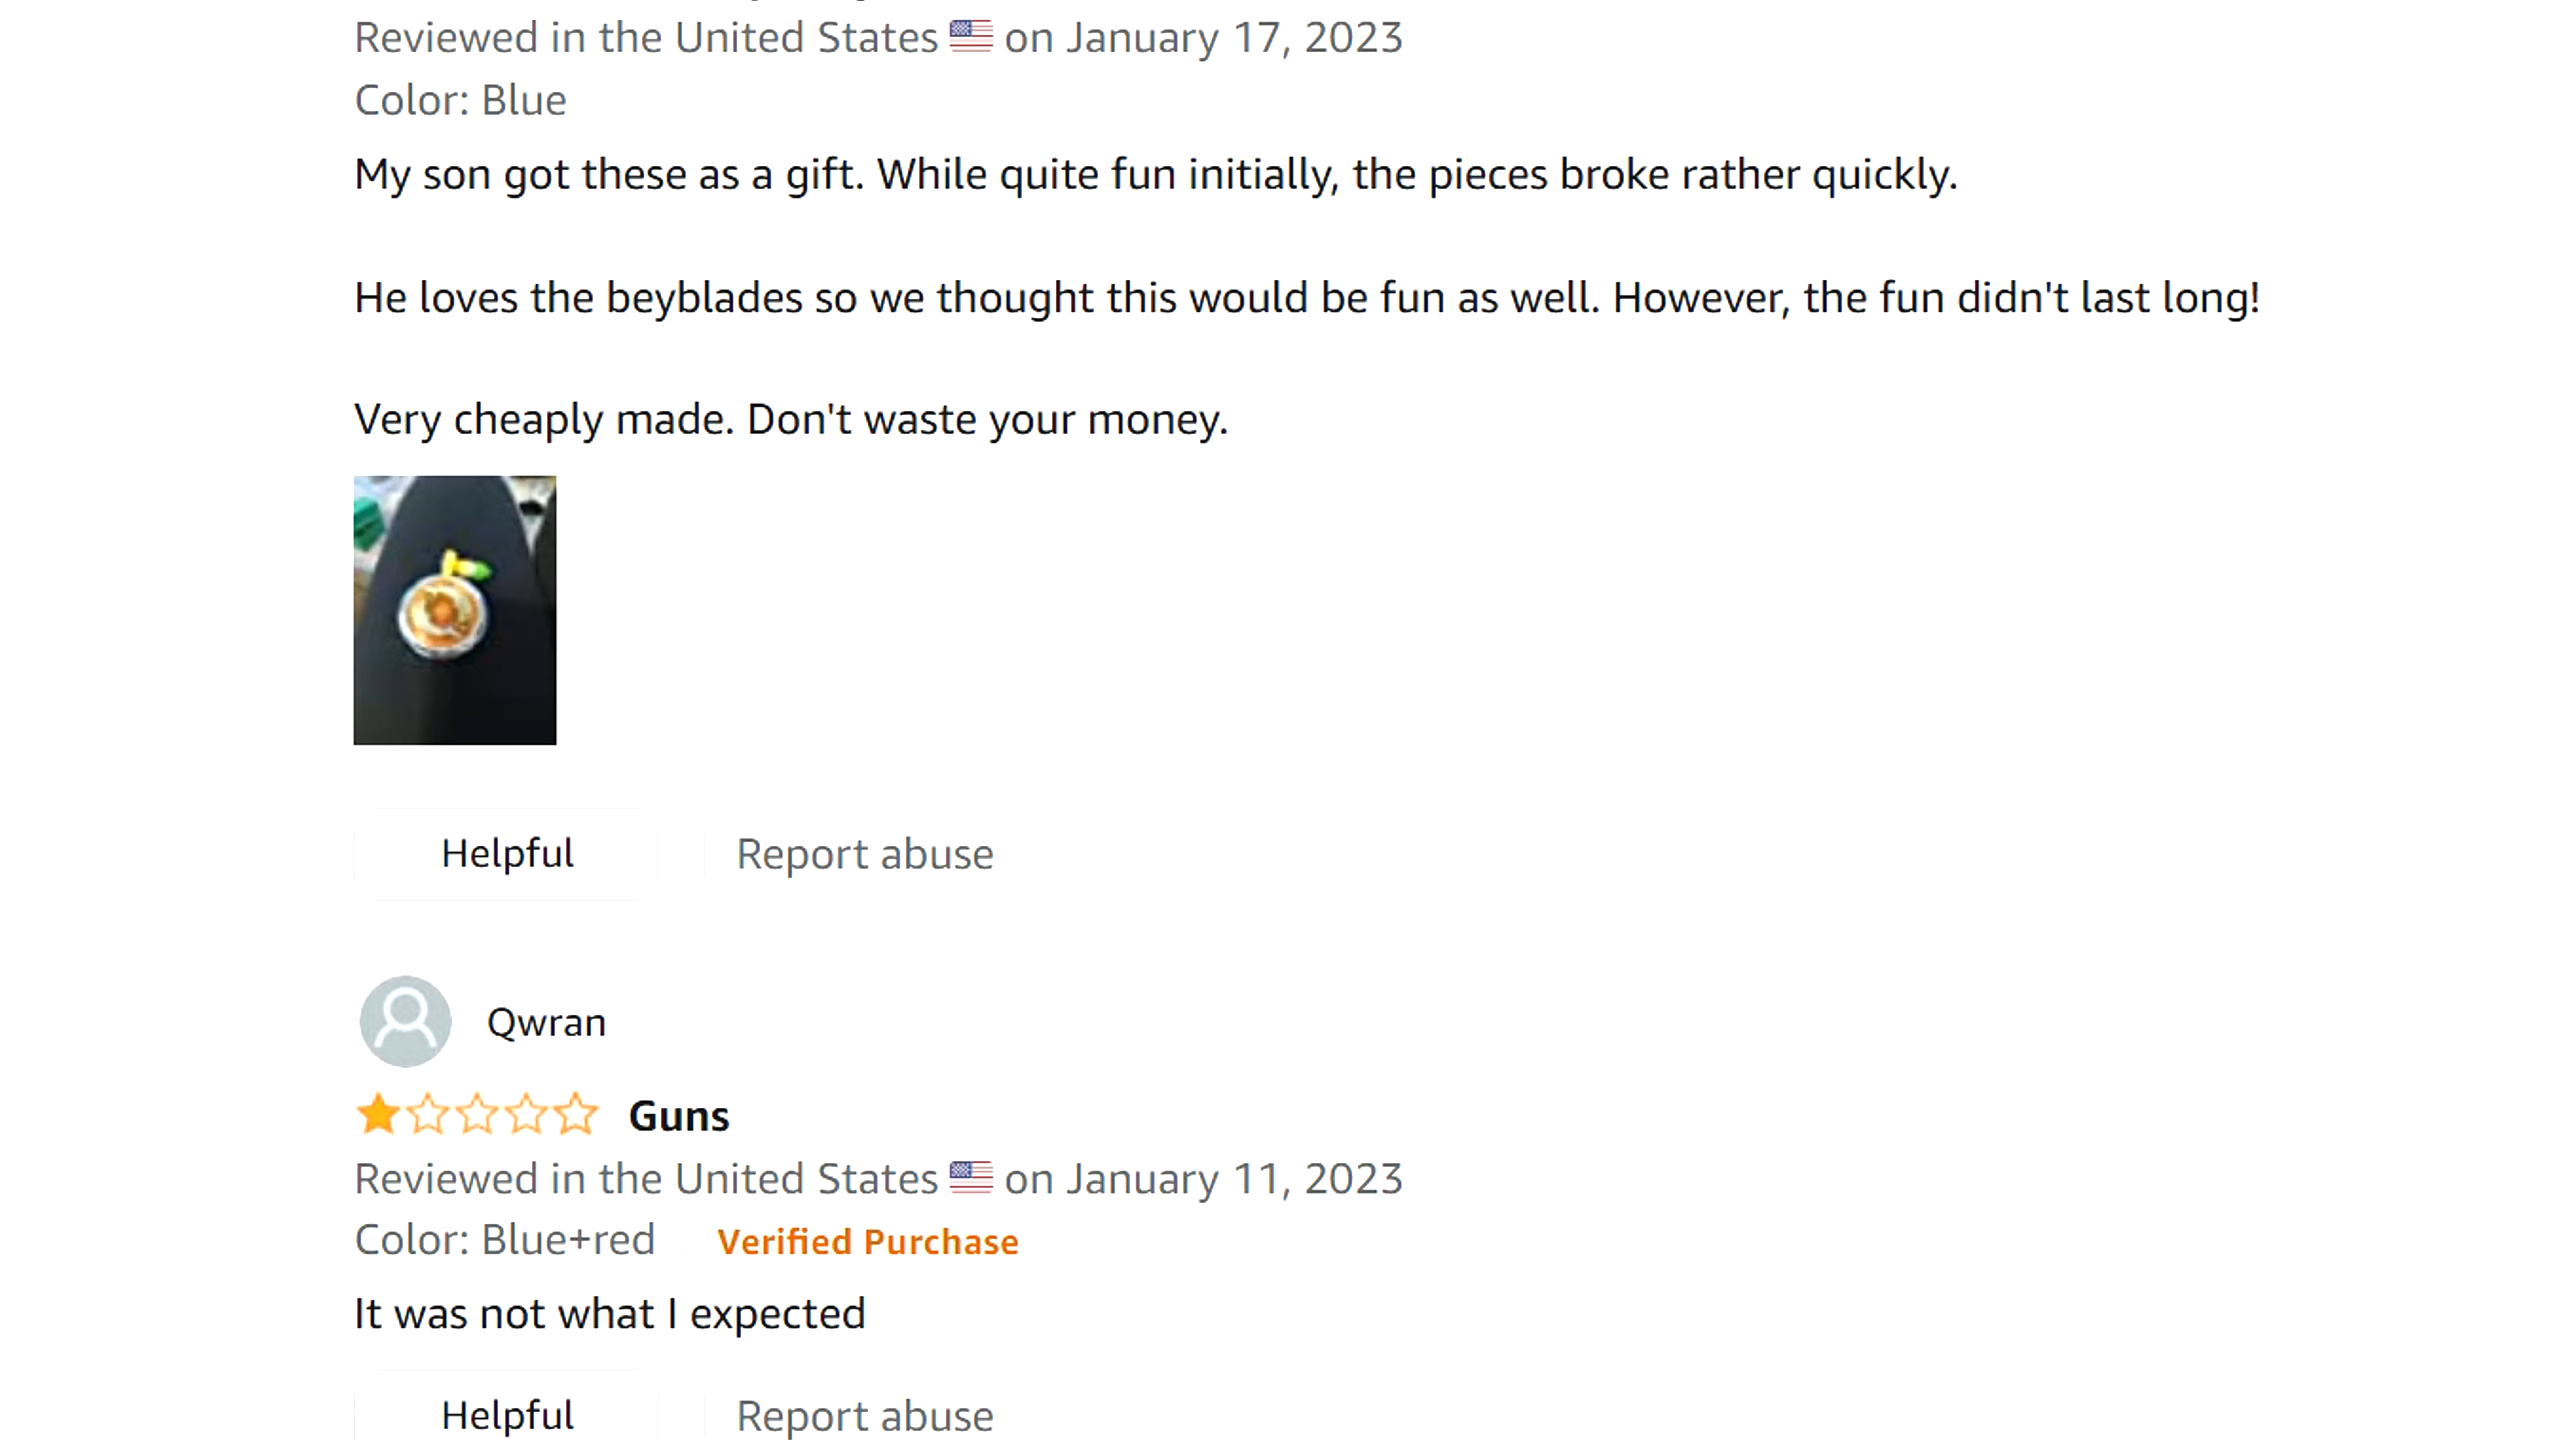 Reviewed in the United States on January 17, 2023
Color: Blue
My son got these as a gift. While quite fun initially, the pieces broke rather quickly.
He loves the beyblades so we thought this would be fun as well. However, the fun didn't last long!
Very cheaply made. Don't waste your money.
Helpful Report abuse
Qwran
Guns
Reviewed in the United States on January 11, 2023
Color: Blue+red Verified Purchase
It was not what I expected
Helpful Report abuse